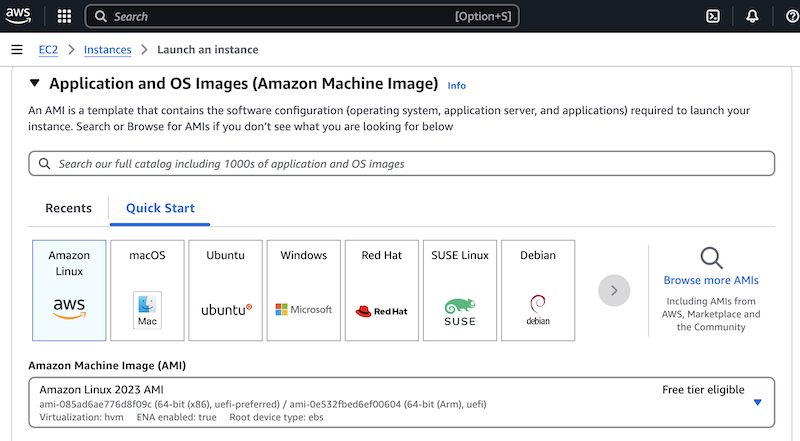 aws
Search [Option+S]
EC2 > Instances > Launch an instance
Application and OS Images (Amazon Machine Image) Info
An AMI is a template that contains the software configuration (operating system, application server, and applications) required to launch your
instance. Search or Browse for AMIs if you don't see what you are looking for below
Search our full catalog including 1000s of application and OS images
Recents Quick Start
Amazon
Linux
aws
macOS
Mac
Ubuntu
ubuntu
Windows
Microsoft
Red Hat
Red Hat
SUSE Linux
SUSE
Debian
debian
Browse more AMIs
Including AMIs from
AWS, Marketplace and
the Community
Amazon Machine Image (AMI)
Amazon Linux 2023 AMI Free tier eligible
ami-085ad6ae776d8f09c (64-bit (x86), uefi-preferred) / ami-0e532fbed6ef00604 (64-bit (Arm), uefi)
Virtualization: hvm ENA enabled: true Root device type: ebs